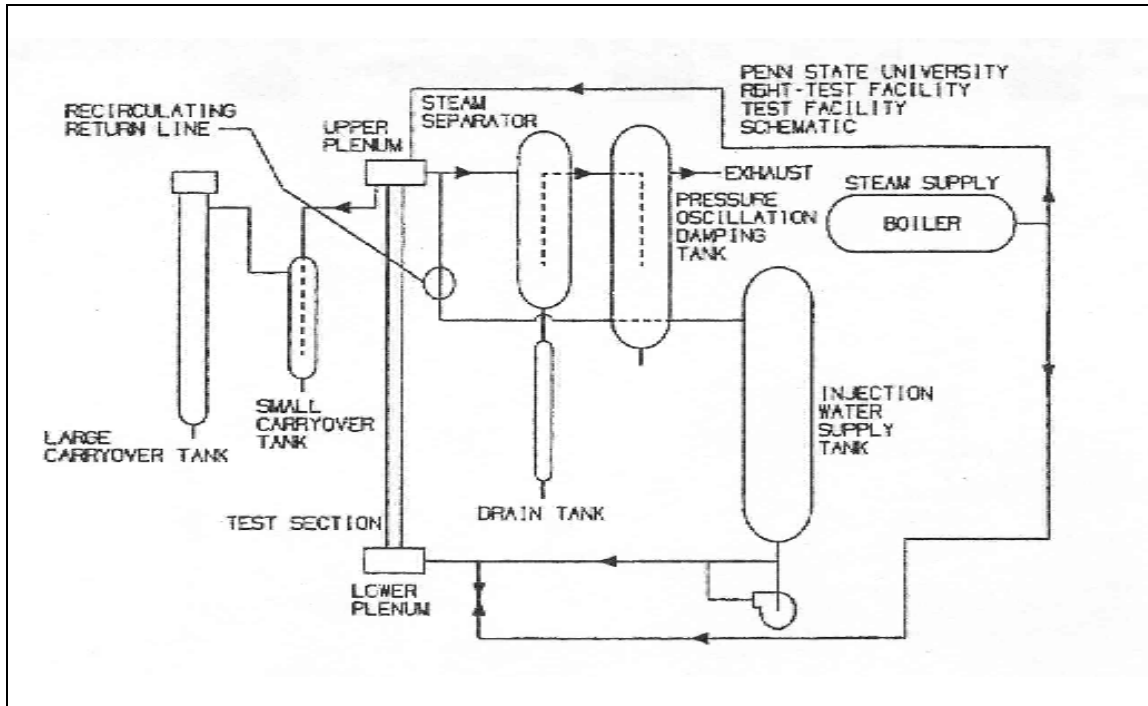 PENN STATE UNIVERSITY
RBHT-TEST FACILITY
TEST FACILITY
SCHEMATIC
RECIRCULATING
RETURN LINE
UPPER
PLENUM
STEAM
SEPARATOR
EXHAUST
PRESSURE
OSCILLATION
DAMPING
TANK
STEAM SUPPLY
BOILER
INJECTION
WATER
SUPPLY
TANK
SMALL
CARRYOVER
TANK
LARGE
CARRYOVER TANK
TEST SECTION
DRAIN TANK
LOWER
PLENUM